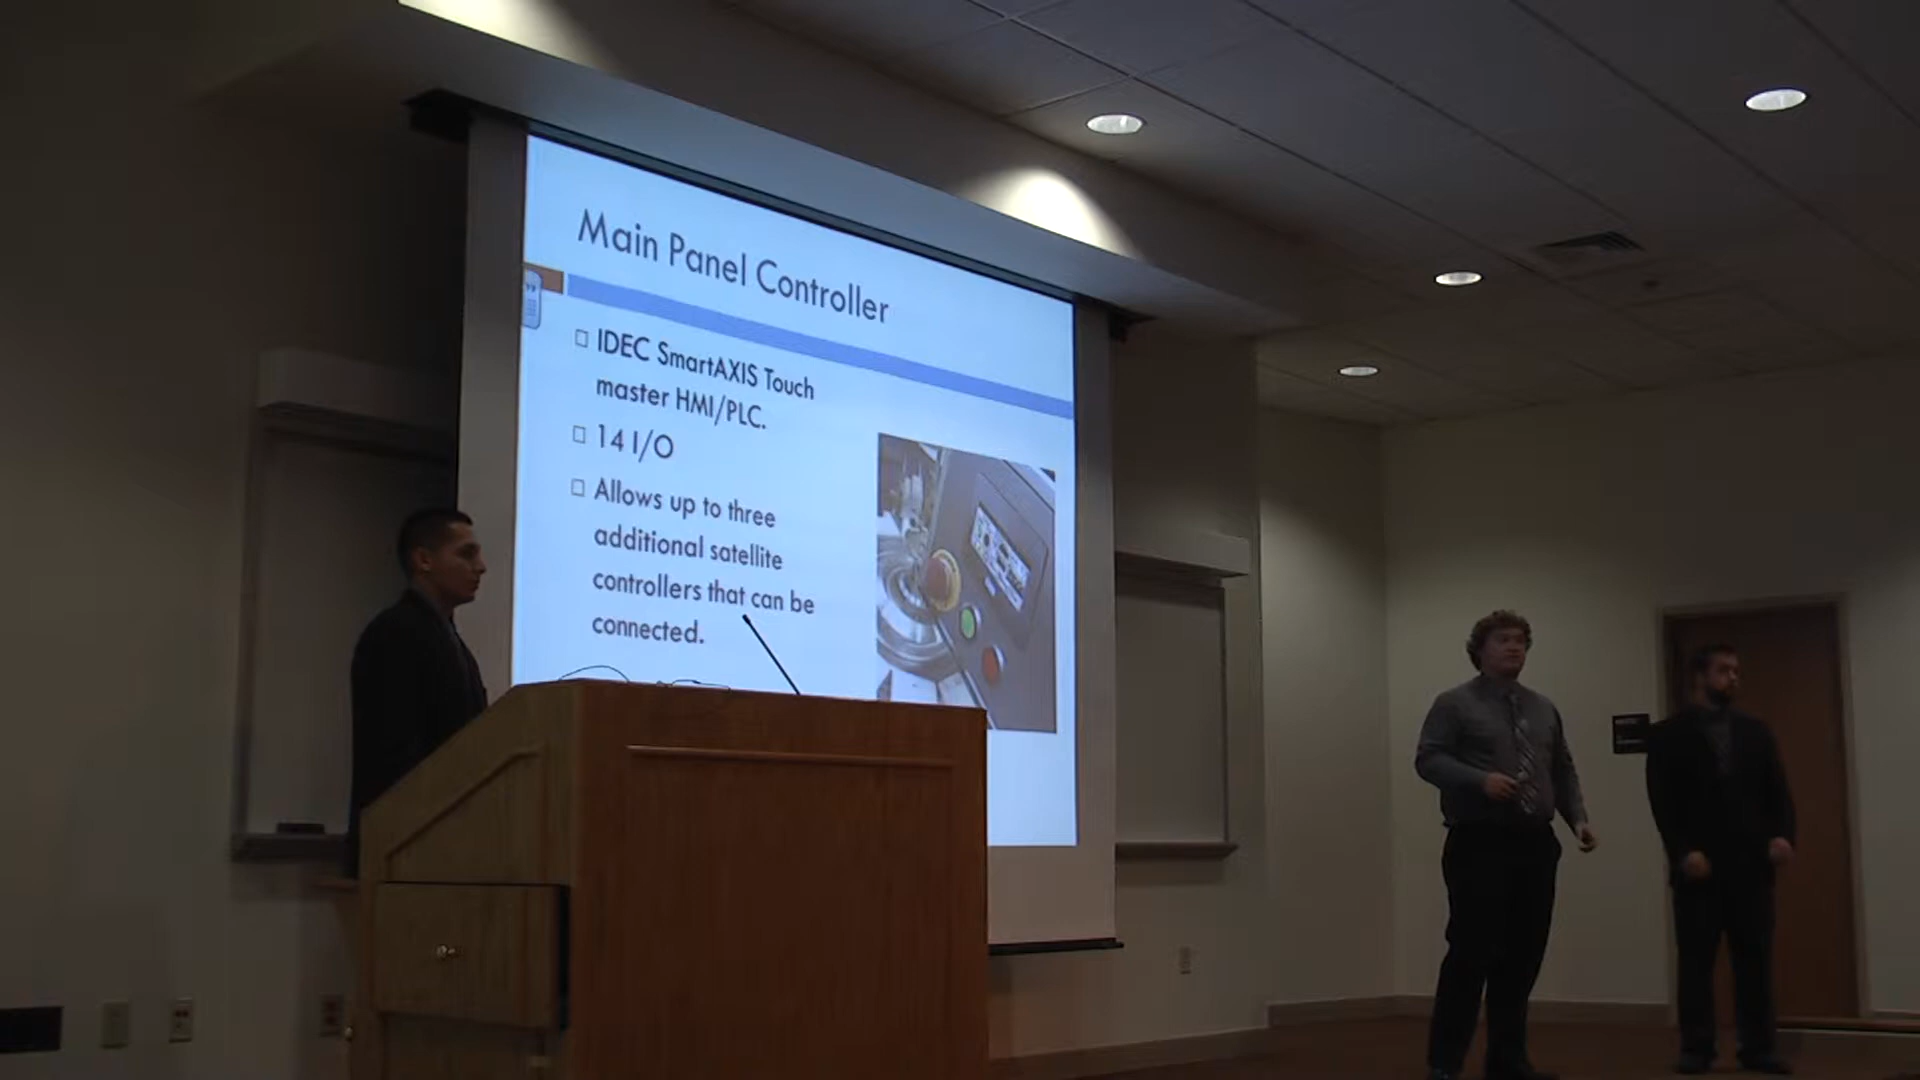 Main Panel Controller
IDEC SmartAXIS Touch
master HMI/PLC.
14 I/O
Allows up to three
additional satellite
controllers that can be
connected.